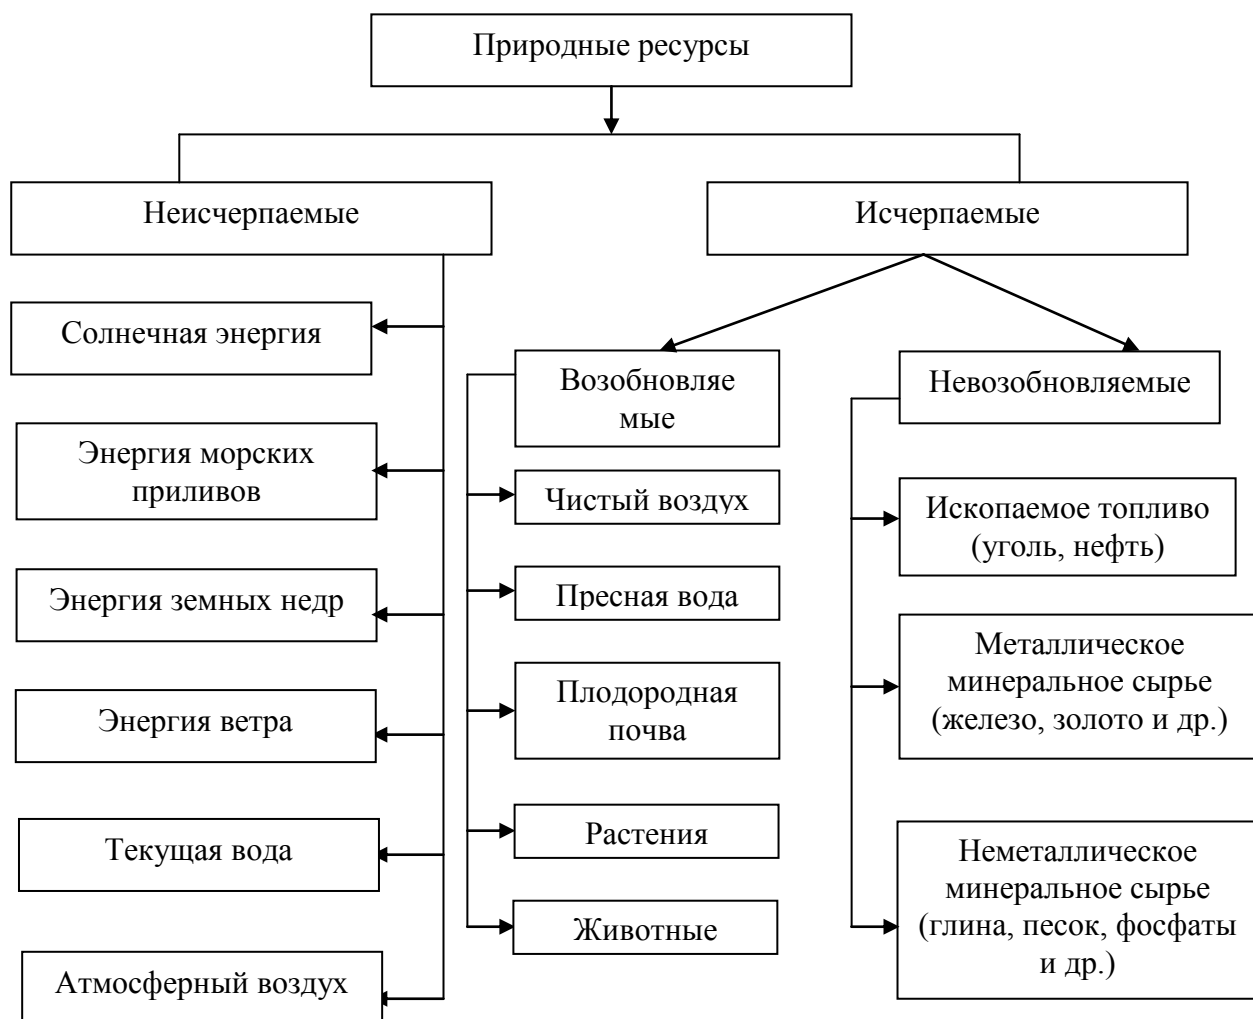 Природные ресурсы
Неисчерпаемые
Исчерпаемые
Солнечная энергия
Энергия морских
приливов
Энергия земных недр
Энергия ветра
Текущая вода
Атмосферный воздух
Возобновляе
мые
Чистый воздух
Пресная вода
Плодородная
почва
Растения
Животные
Невозобновляемые
Ископаемое топливо
(уголь, нефть)
Металлическое
минеральное сырье
(железо, золото и др.)
Неметаллическое
минеральное сырье
(глина, песок, фосфаты
и др.)